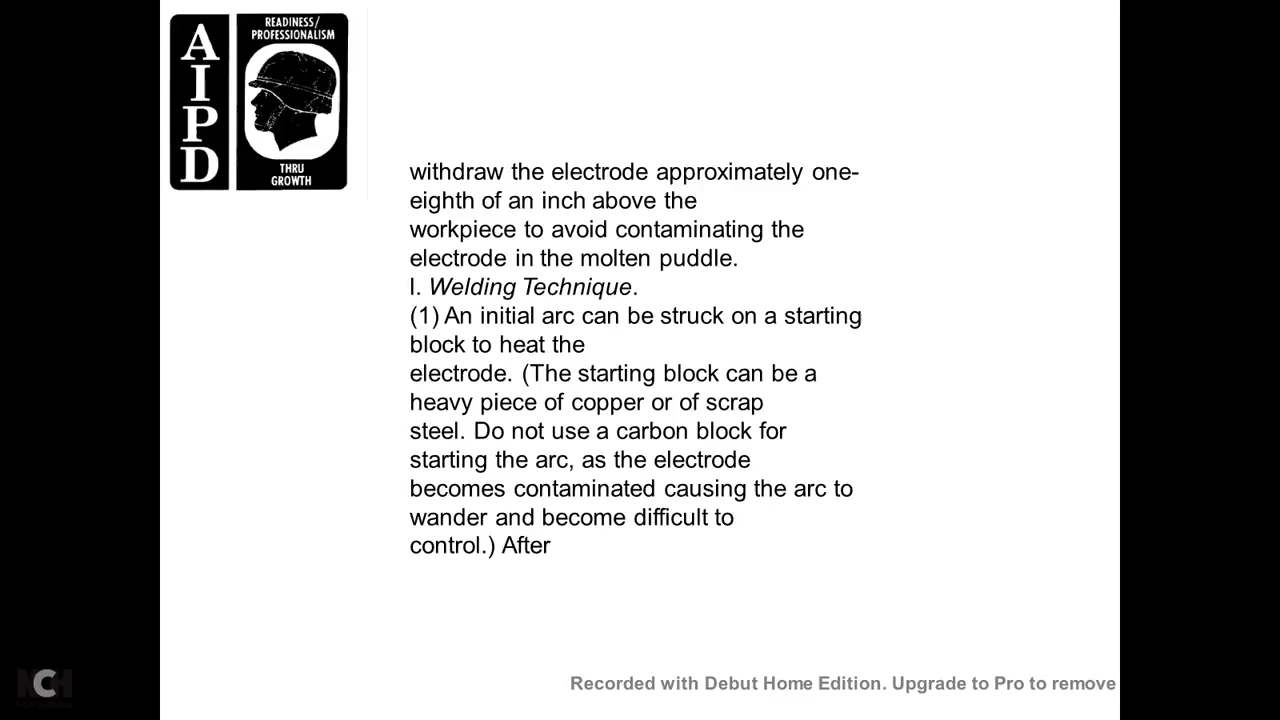 AIPD
READINESS/
PROFESSIONALISM
THRU
GROWTH
withdraw the electrode approximately one-
eighth of an inch above the
workpiece to avoid contaminating the
electrode in the molten puddle.
l. Welding Technique.
(1) An initial arc can be struck on a starting
block to heat the
electrode. (The starting block can be a
heavy piece of copper or of scrap
steel. Do not use a carbon block for
starting the arc, as the electrode
becomes contaminated causing the arc to
wander and become difficult to
control.) After
Recorded with Debut Home Edition. Upgrade to Pro to remove